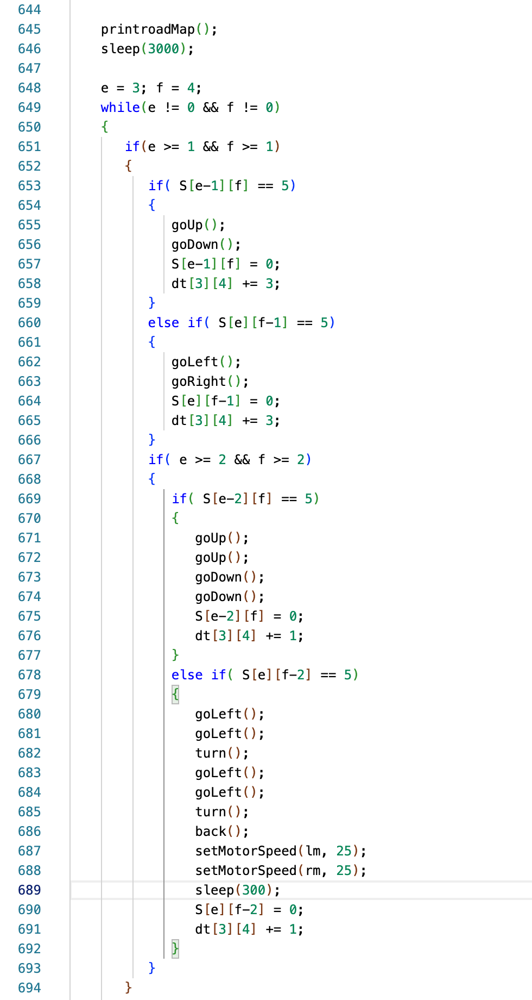 644
645 printroadMap();
646 sleep(3000);
647
648 e = 3; f = 4;
649 while(e != 0 && f != 0)
650 {
651 if(e >= 1 && f >= 1)
652 {
653 if( S[e-1][f] == 5)
654 {
655 goUp();
656 goDown();
657 S[e-1][f] = 0;
658 dt[3][4] += 3;
659 }
660 else if( S[e][f-1] == 5)
661 {
662 goLeft();
663 goRight();
664 S[e][f-1] = 0;
665 dt[3][4] += 3;
666 }
667 if( e >= 2 && f >= 2)
668 {
669 if( S[e-2][f] == 5)
670 {
671 goUp();
672 goUp();
673 goDown();
674 goDown();
675 S[e-2][f] = 0;
676 dt[3][4] += 1;
677 }
678 else if( S[e][f-2] == 5)
679 {
680 goLeft();
681 goLeft();
682 turn();
683 goLeft();
684 goLeft();
685 turn();
686 back();
687 setMotorSpeed(lm, 25);
688 setMotorSpeed(rm, 25);
689 sleep(300);
690 S[e][f-2] = 0;
691 dt[3][4] += 1;
692 }
693 }
694 }